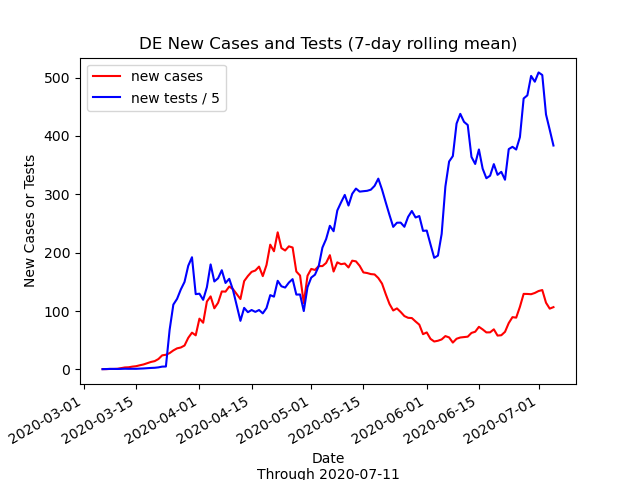 DE New Cases and Tests (7-day rolling mean)
new cases
new tests / 5
New Cases or Tests
500
400
300
200
100
0
2020-03-01
2020-03-15
2020-04-01
2020-04-15
2020-05-01
2020-05-15
2020-06-01
2020-06-15
2020-07-01
Date
Through 2020-07-11